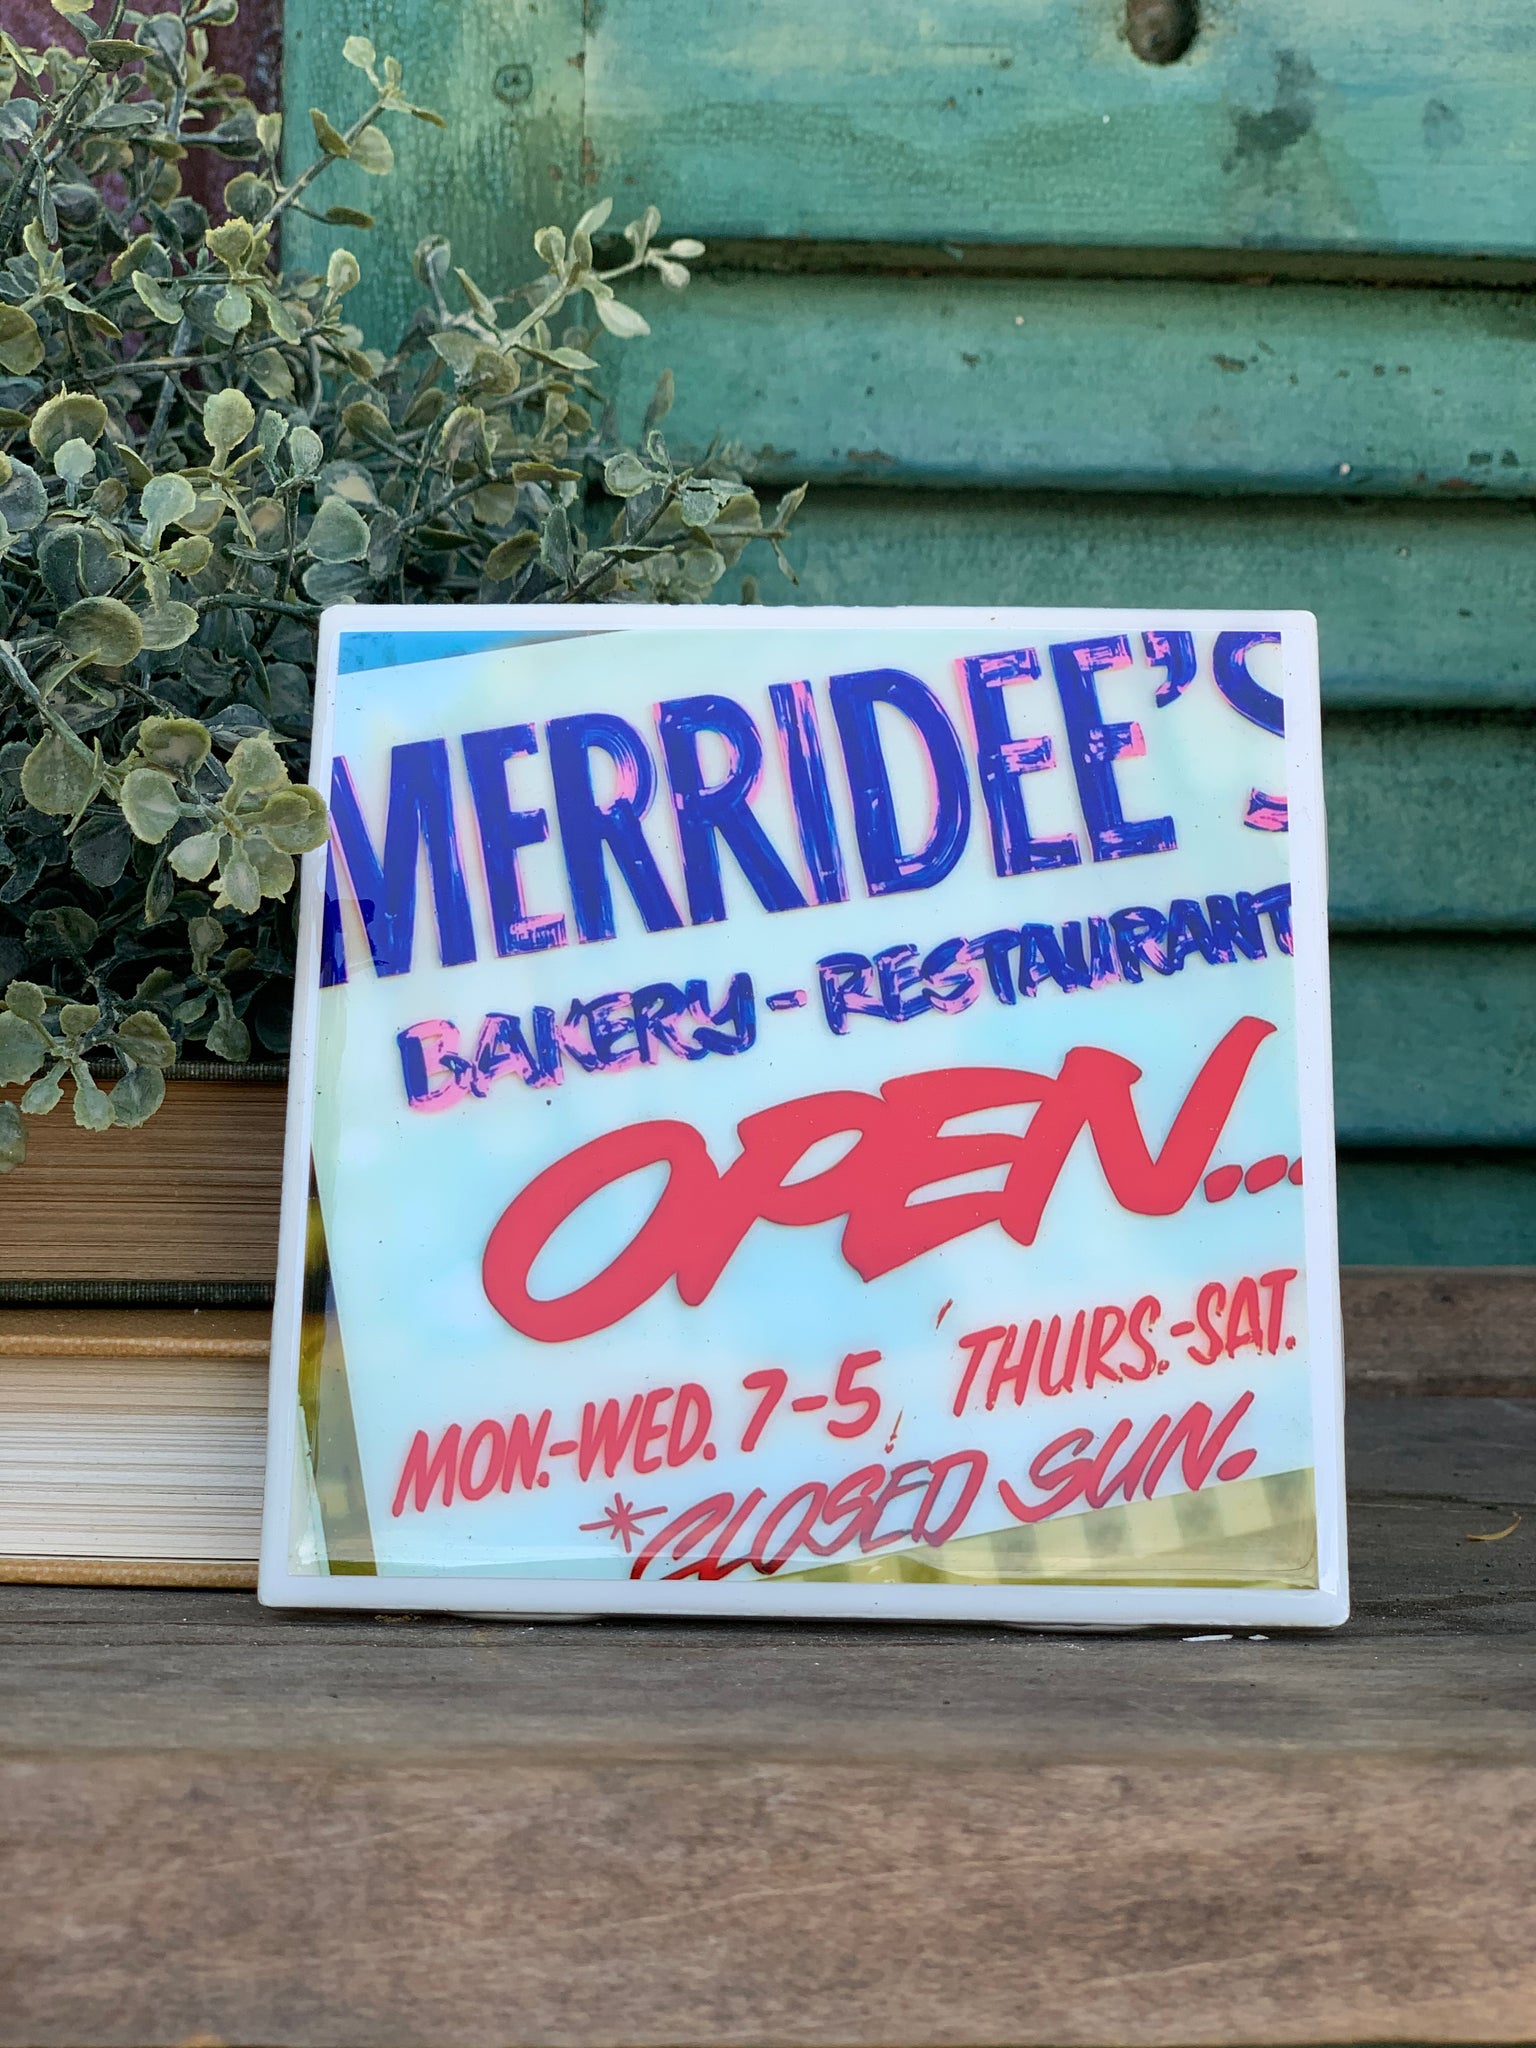 MERRIDEE'S
BAKERY-RESTAURANT
OPEN...
MON.-WED. 7-5 THURS.-SAT.
*CLOSED SUN.